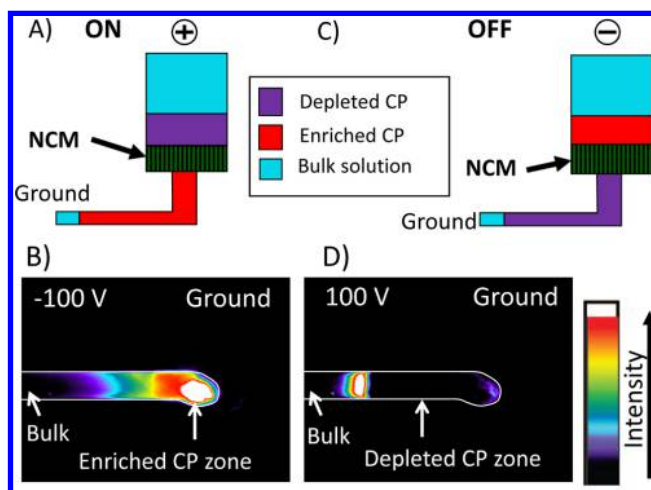 A) ON +
C) OFF −
Depleted CP
Enriched CP
Bulk solution
NCM
Ground
NCM
Ground
B)
-100 V Ground
Bulk
Enriched CP zone
D)
100 V Ground
Bulk
Depleted CP zone
Intensity